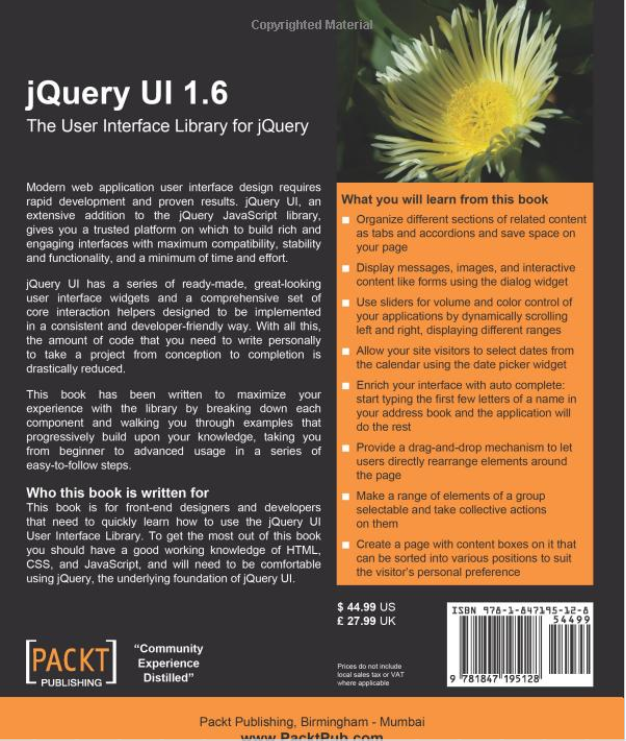 Copyrighted Material
jQuery UI 1.6
The User Interface Library for jQuery
Modern web application user interface design requires
rapid development and proven results. jQuery UI, an
extensive addition to the jQuery JavaScript library,
gives you a trusted platform on which to build rich and
engaging interfaces with maximum compatibility, stability
and functionality, and a minimum of time and effort.
jQuery UI has a series of ready-made, great-looking
user interface widgets and a comprehensive set of
core interaction helpers designed to be implemented
in a consistent and developer-friendly way. With all this,
the amount of code that you need to write personally
to take a project from conception to completion is
drastically reduced.
This book has been written to maximize your
experience with the library by breaking down each
component and walking you through examples that
progressively build upon your knowledge, taking you
from beginner to advanced usage in a series of
easy-to-follow steps.
Who this book is written for
This book is for front-end designers and developers
that need to quickly learn how to use the jQuery UI
User Interface Library. To get the most out of this book
you should have a good working knowledge of HTML,
CSS, and JavaScript, and will need to be comfortable
using jQuery, the underlying foundation of jQuery UI.
What you will learn from this book
Organize different sections of related content
as tabs and accordions and save space on
your page
Display messages, images, and interactive
content like forms using the dialog widget
Use sliders for volume and color control of
your applications by dynamically scrolling
left and right, displaying different ranges
Allow your site visitors to select dates from
the calendar using the date picker widget
Enrich your interface with auto complete:
start typing the first few letters of a name in
your address book and the application will
do the rest
Provide a drag-and-drop mechanism to let
users directly rearrange elements around
the page
Make a range of elements of a group
selectable and take collective actions
on them
Create a page with content boxes on it that
can be sorted into various positions to suit
the visitor's personal preference
$ 44.99 US
£ 27.99 UK
Prices do not include
local sales tax or VAT
where applicable
ISBN 978-1-847195-12-8
54499
9 781847 195128
PACKT
PUBLISHING
"Community
Experience
Distilled"
Packt Publishing, Birmingham - Mumbai
www.PacktPub.com